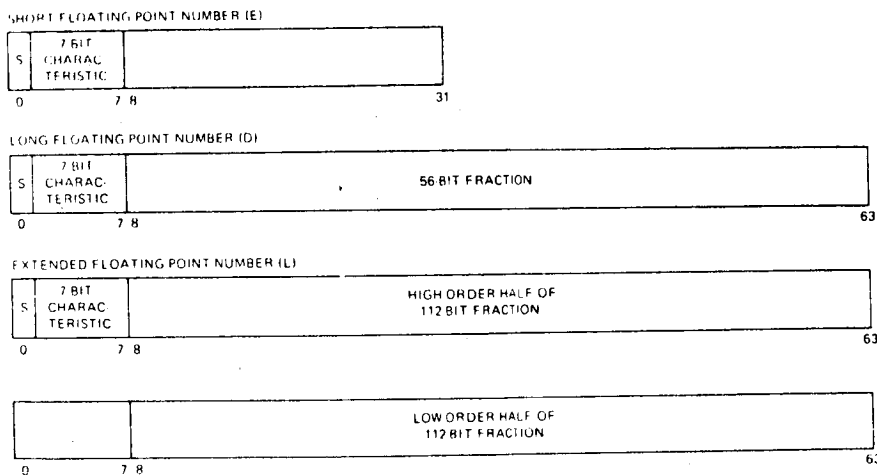 SHORT FLOATING POINT NUMBER (E)
S
7 BIT
CHARAC
TERISTIC
0 7 8 31
LONG FLOATING POINT NUMBER (D)
S
7 BIT
CHARAC-
TERISTIC
56-BIT FRACTION
0 7 8 63
EXTENDED FLOATING POINT NUMBER (L)
S
7 BIT
CHARAC
TERISTIC
HIGH ORDER HALF OF
112 BIT FRACTION
0 7 8 63
LOW ORDER HALF OF
112 BIT FRACTION
0 7 8 63